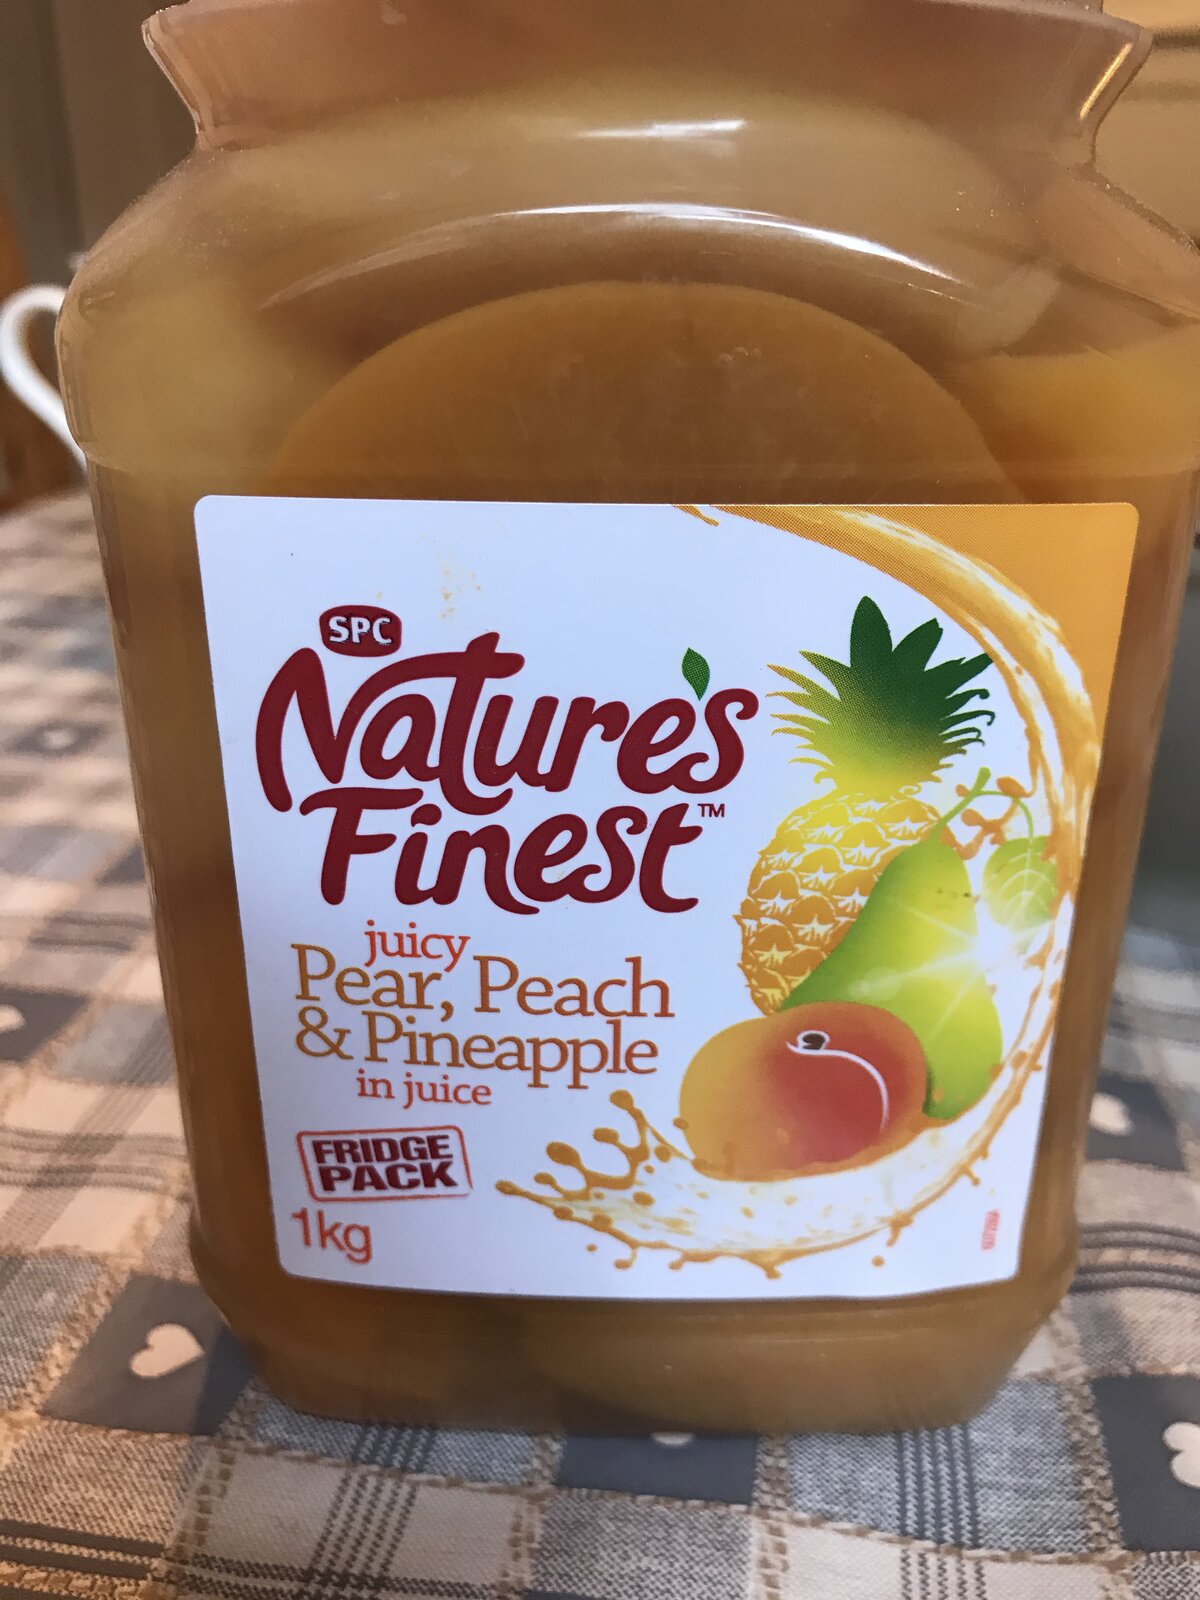 SPC
Nature's
Finest™
juicy
Pear, Peach
& Pineapple
in juice
FRIDGE
PACK
1kg